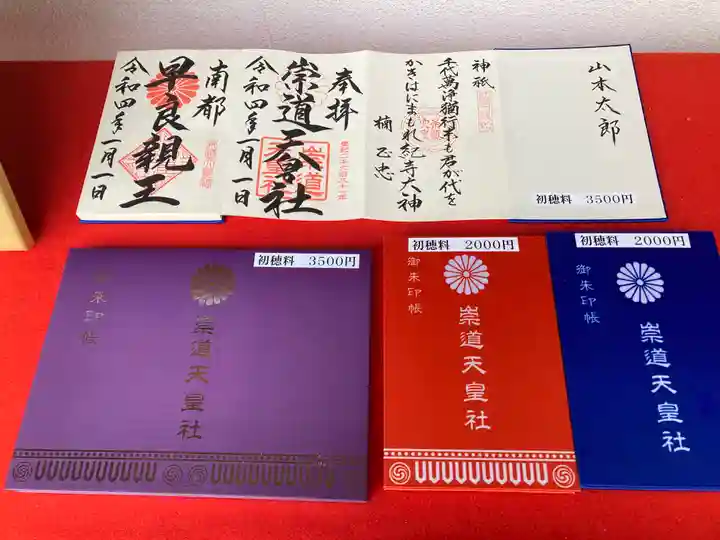 山本太郎
初穂料 3500円
神祇
千代萬浄猶行末も君が代を
かきはにまもれ紀寺大神
楠 正忠
奉拝
崇道天皇社
令和四年一月一日
南都
早良親王
令和四年一月一日
初穂料 3500円
御朱印帳
崇道天皇社
初穂料 2000円
御朱印帳
崇道天皇社
初穂料 2000円
御朱印帳
崇道天皇社